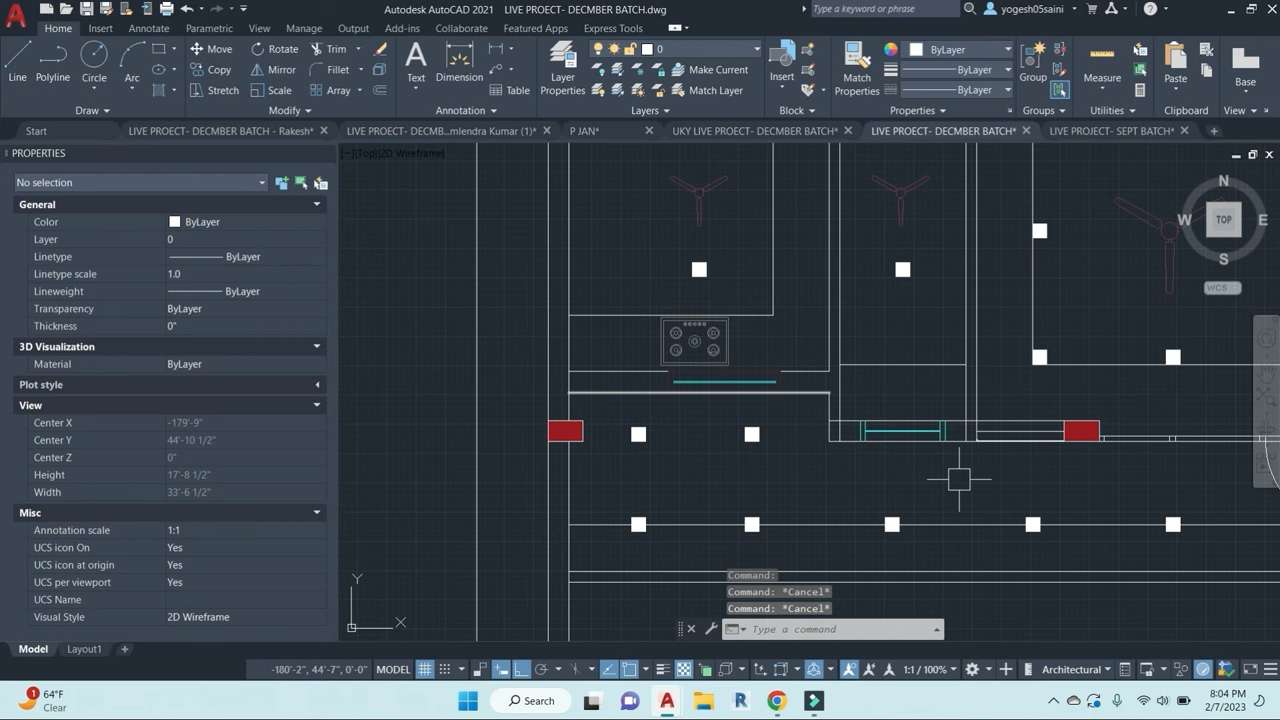 Autodesk AutoCAD 2021 LIVE PROECT- DECMBER BATCH.dwg
Type a keyword or phrase
yogesh05saini
Home Insert Annotate Parametric View Manage Output Add-ins Collaborate Featured Apps Express Tools
Line Polyline Circle Arc
Move Rotate Trim
Copy Mirror Fillet
Stretch Scale Array
Text Dimension Table
Layer Properties
0
Make Current
Match Layer
Insert
Match Properties
ByLayer
ByLayer
ByLayer
Group
Measure
Paste
Base
Draw Modify Annotation Layers Block Properties Groups Utilities Clipboard View
Start
LIVE PROECT- DECMBER BATCH - Rakesh*
LIVE PROECT- DECMB...mlendra Kumar (1)*
P JAN*
UKY LIVE PROECT- DECMBER BATCH*
LIVE PROECT- DECMBER BATCH*
LIVE PROJECT- SEPT BATCH*
PROPERTIES
[−][Top][2D Wireframe]
No selection
General
Color ByLayer
Layer 0
Linetype ByLayer
Linetype scale 1.0
Lineweight ByLayer
Transparency ByLayer
Thickness 0"
3D Visualization
Material ByLayer
Plot style
View
Center X -179'-9"
Center Y 44'-10 1/2"
Center Z 0"
Height 17'-8 1/2"
Width 33'-6 1/2"
Misc
Annotation scale 1:1
UCS icon On Yes
UCS icon at origin Yes
UCS per viewport Yes
UCS Name
Visual Style 2D Wireframe
N
W TOP E
S
WCS
Y
X
Command:
Command: *Cancel*
Command: *Cancel*
Type a command
Model Layout1
-180'-2", 44'-7", 0'-0" MODEL
1:1 / 100%
Architectural
1
64°F
Clear
Search
8:04 PM
2/7/2023